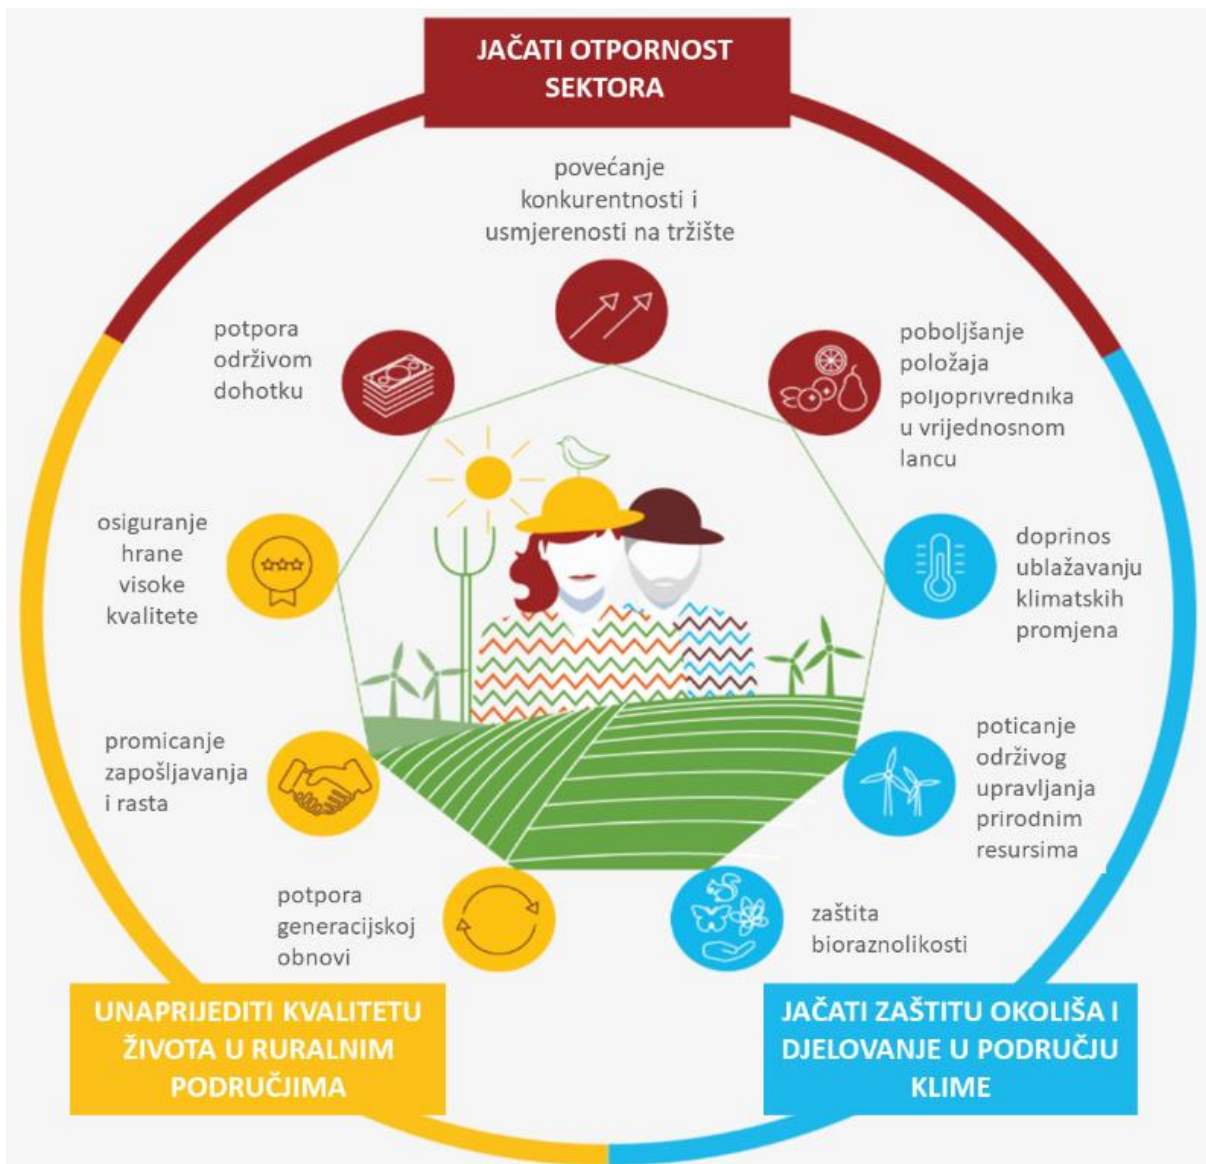 JAČATI OTPORNOST
SEKTORA
povećanje
konkurentnosti i
usmjerenosti na tržište
potpora
održivom
dohotku
poboljšanje
položaja
poljoprivrednika
u vrijednosnom
lancu
osiguranje
hrane
visoke
kvalitete
doprinos
ublažavanju
klimatskih
promjena
promicanje
zapošljavanja
i rasta
poticanje
održivog
upravljanja
prirodnim
resursima
potpora
generacijskoj
obnovi
zaštita
bioraznolikosti
UNAPRIJEDITI KVALITETU
ŽIVOTA U RURALNIM
PODRUČJIMA
JAČATI ZAŠTITU OKOLIŠA I
DJELOVANJE U PODRUČJU
KLIME